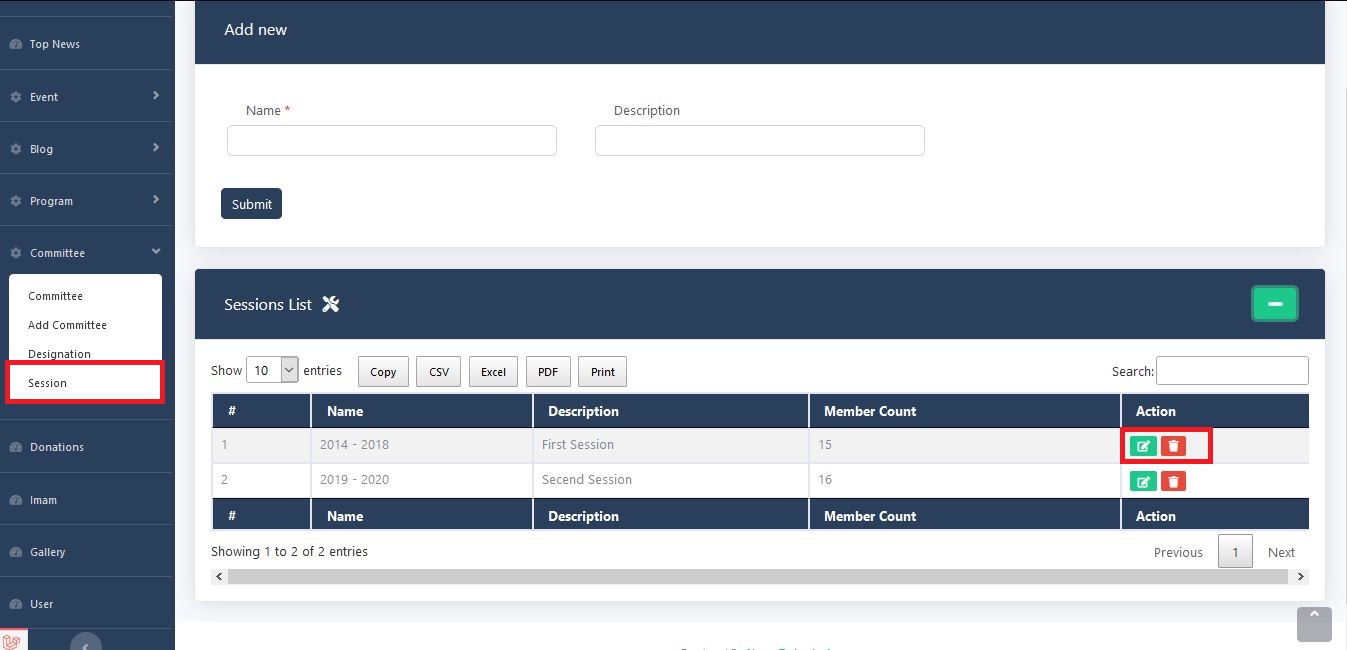 Top News
Event
Blog
Program
Committee
Committee
Add Committee
Designation
Session
Donations
Imam
Gallery
User
Add new
Name *
Description
Submit
Sessions List
Show 10 entries Copy CSV Excel PDF Print Search:
# Name Description Member Count Action
1 2014 - 2018 First Session 15
2 2019 - 2020 Secend Session 16
# Name Description Member Count Action
Showing 1 to 2 of 2 entries Previous 1 Next